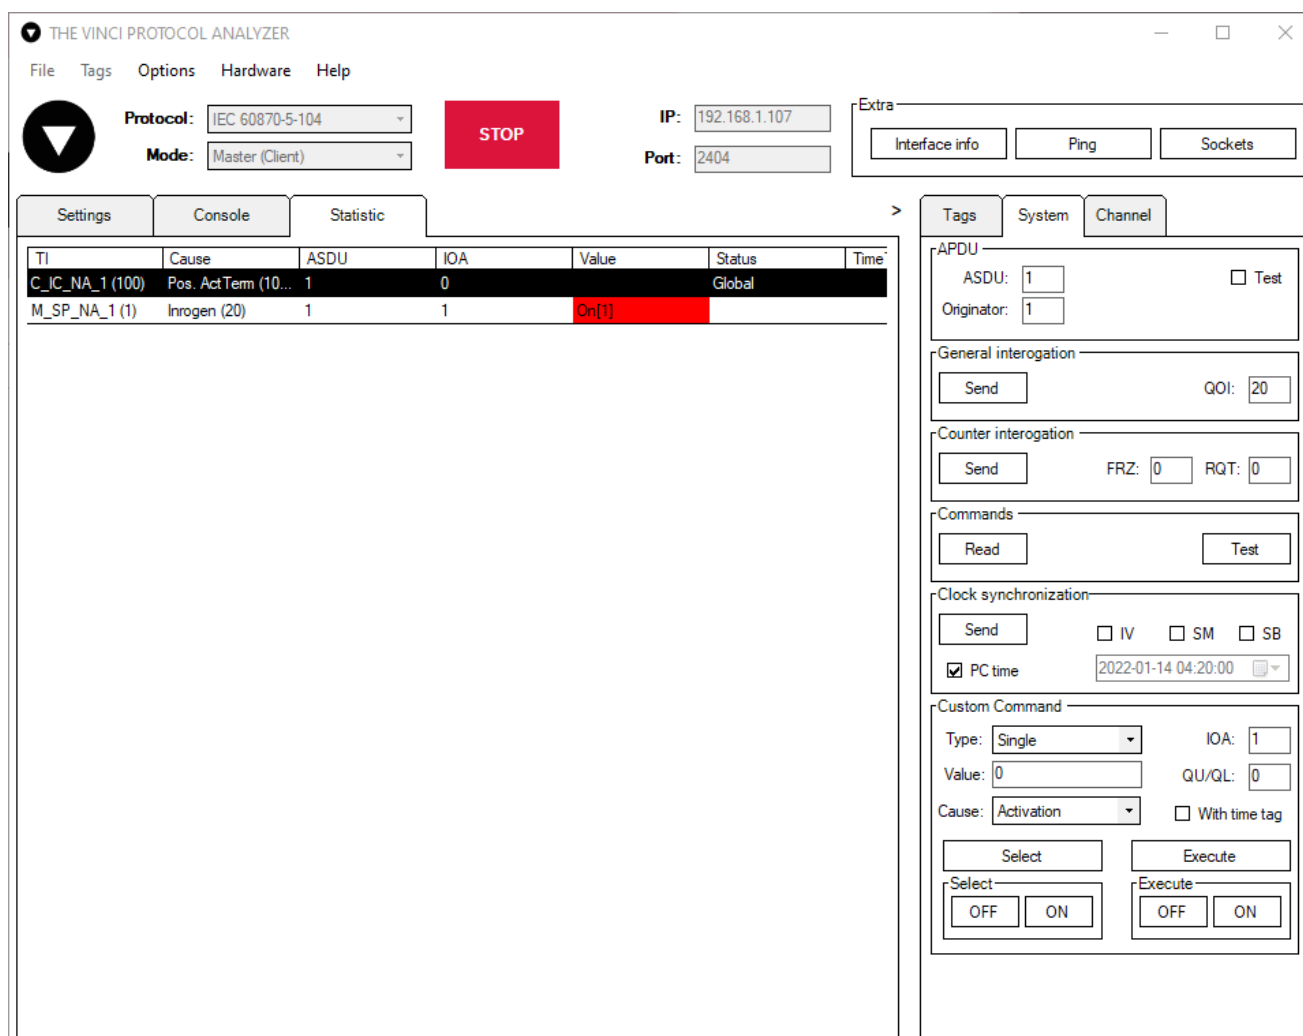 THE VINCI PROTOCOL ANALYZER
File Tags Options Hardware Help
Protocol: IEC 60870-5-104
Mode: Master (Client)
STOP
IP: 192.168.1.107
Port: 2404
Extra
Interface info Ping Sockets
Settings Console Statistic >
TI Cause ASDU IOA Value Status Time
C_IC_NA_1 (100) Pos. ActTerm (10... 1 0 Global
M_SP_NA_1 (1) Inrogen (20) 1 1 On[1]
Tags System Channel
APDU
ASDU: 1 Test
Originator: 1
General interogation
Send QOI: 20
Counter interogation
Send FRZ: 0 RQT: 0
Commands
Read Test
Clock synchronization
Send IV SM SB
PC time 2022-01-14 04:20:00
Custom Command
Type: Single IOA: 1
Value: 0 QU/QL: 0
Cause: Activation With time tag
Select Execute
Select Execute
OFF ON OFF ON